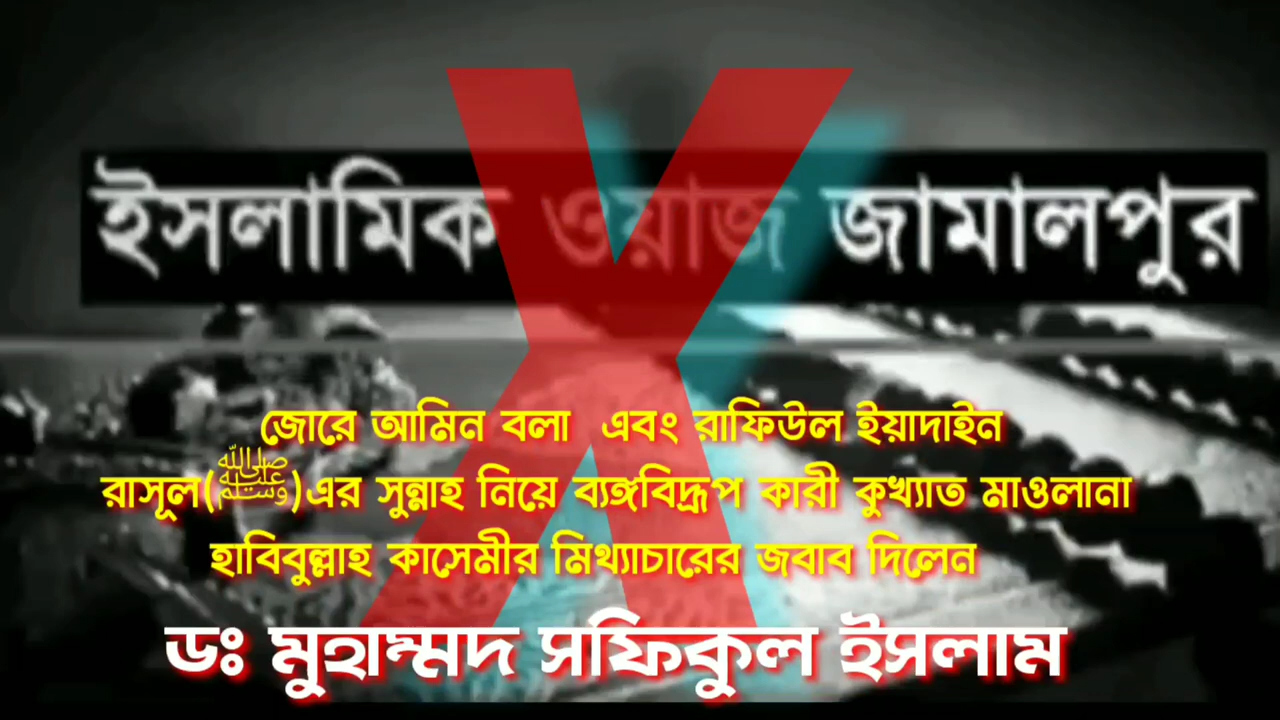 ইসলামিক ওয়াজ জামালপুর
জোরে আমিন বলা এবং রাফিউল ইয়াদাইন
রাসূল(ﷺ)এর সুন্নাহ নিয়ে ব্যঙ্গবিদ্রূপ কারী কুখ্যাত মাওলানা
হাবিবুল্লাহ কাসেমীর মিথ্যাচারের জবাব দিলেন
ডঃ মুহাম্মদ সফিকুল ইসলাম